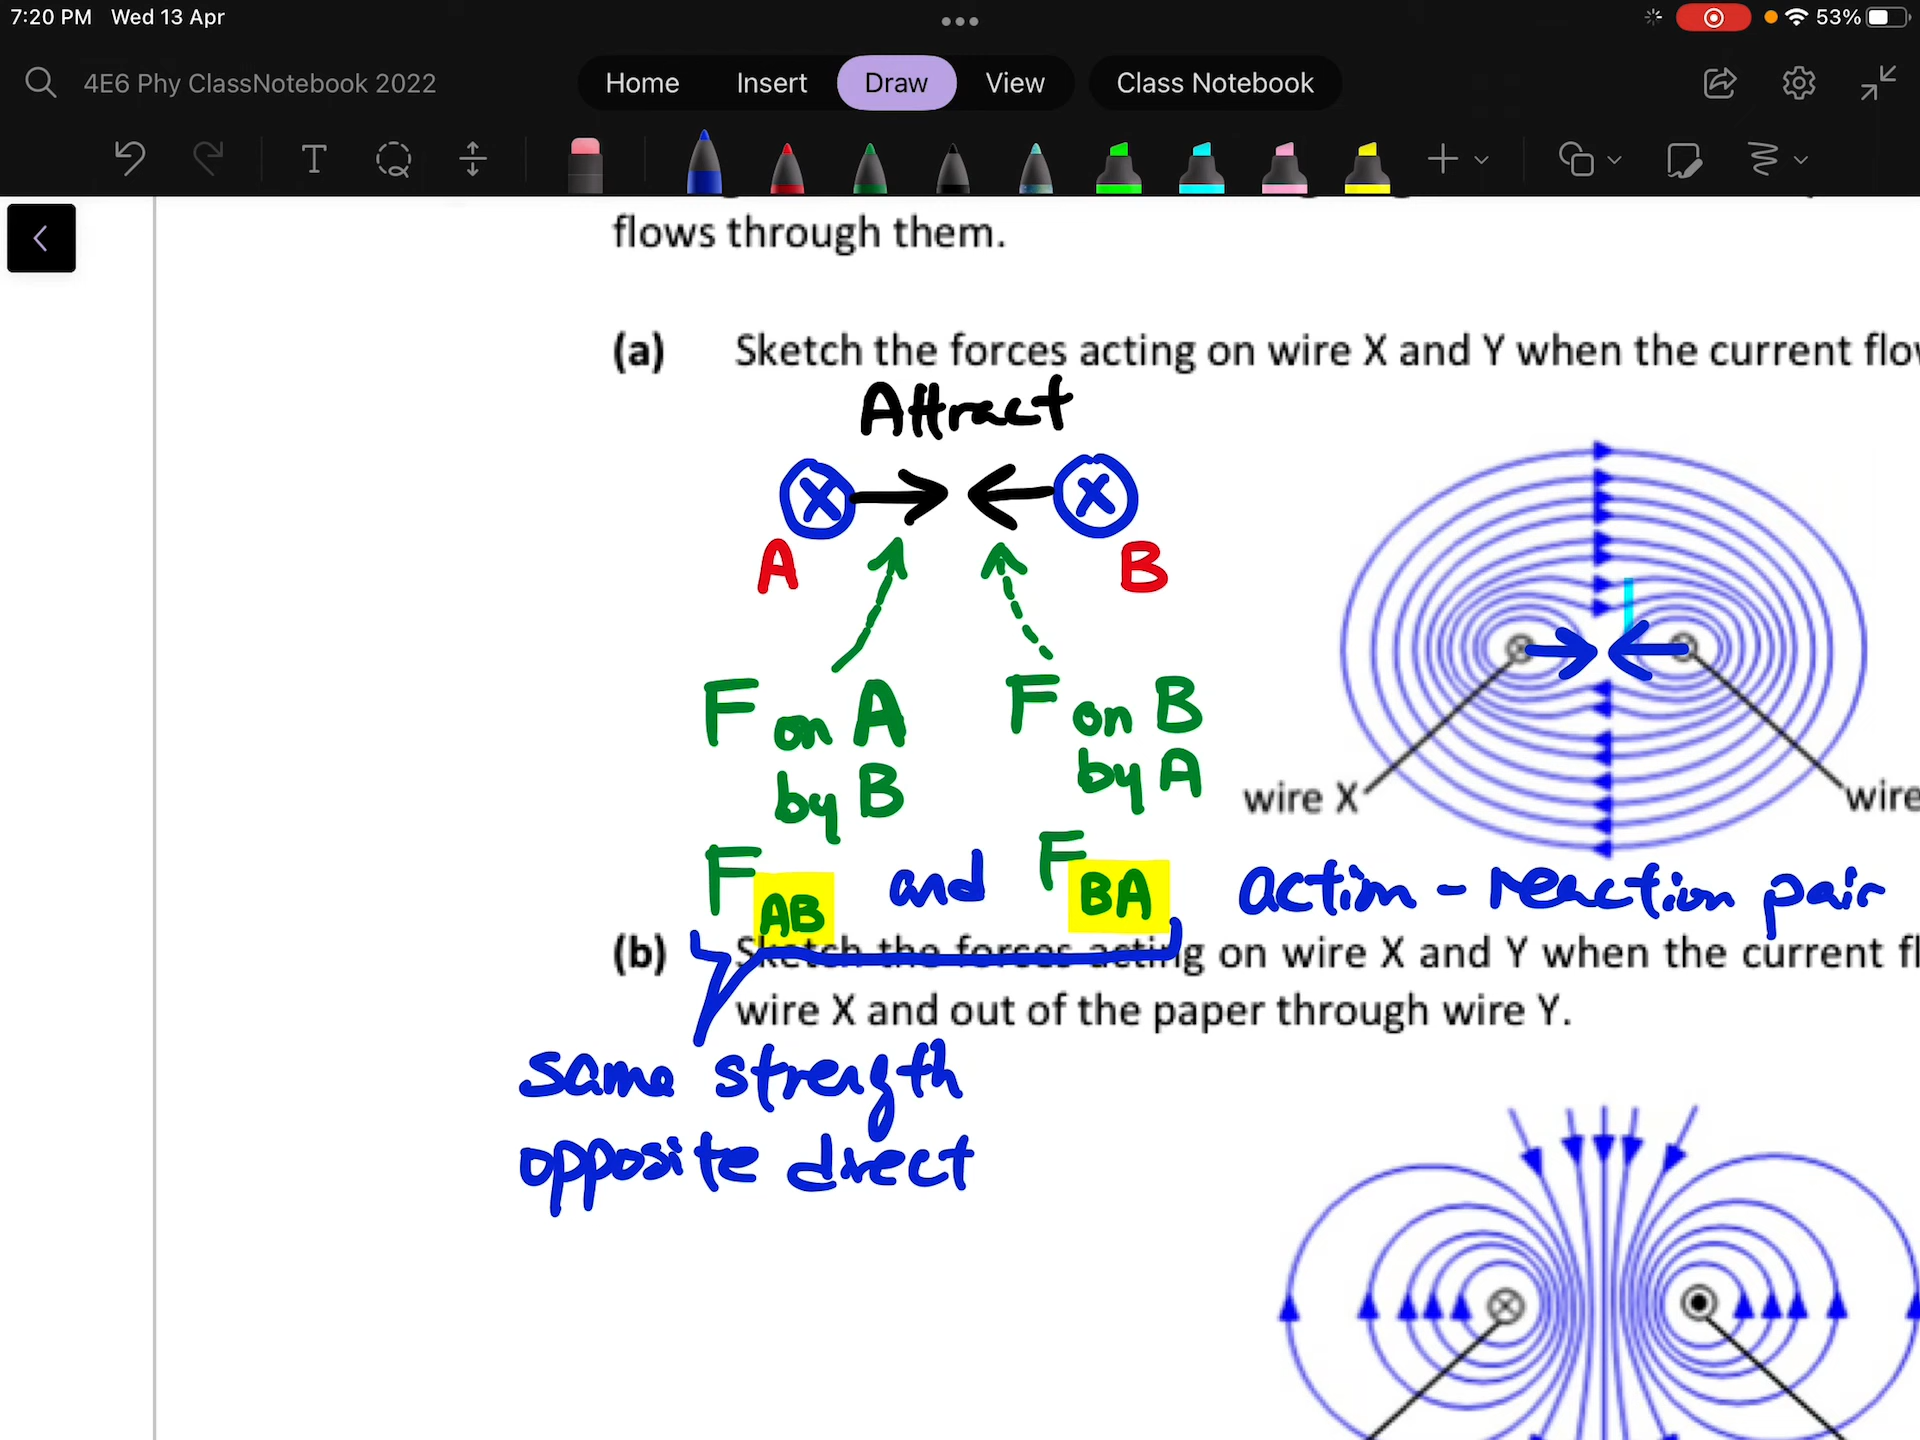 7:20 PM Wed 13 Apr
53%
4E6 Phy ClassNotebook 2022
Home Insert Draw View Class Notebook
T
flows through them.
(a) Sketch the forces acting on wire X and Y when the current flow
Attract
X X
A B
F on A F on B
by B by A
wire X wire
F AB and F BA action - reaction pair
(b) Sketch the forces acting on wire X and Y when the current fl
wire X and out of the paper through wire Y.
same strength
opposite direct